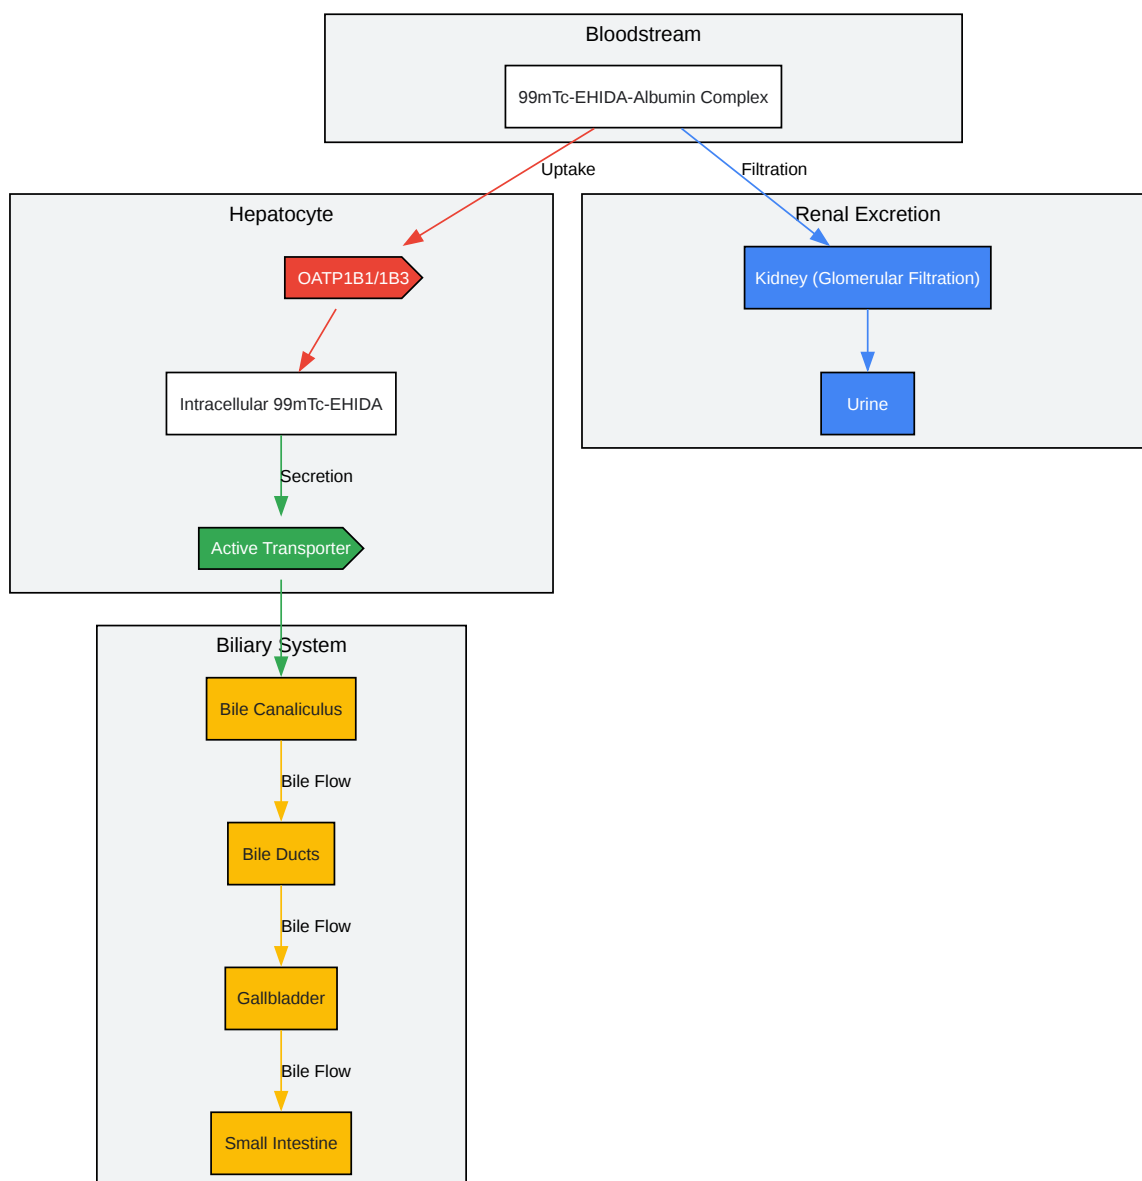 Bloodstream
99mTc-EHIDA-Albumin Complex
Uptake
Filtration
Hepatocyte
Renal Excretion
OATP1B1/1B3
Kidney (Glomerular Filtration)
Intracellular 99mTc-EHIDA
Urine
Secretion
Active Transporter
Biliary System
Bile Canaliculus
Bile Flow
Bile Ducts
Bile Flow
Gallbladder
Bile Flow
Small Intestine